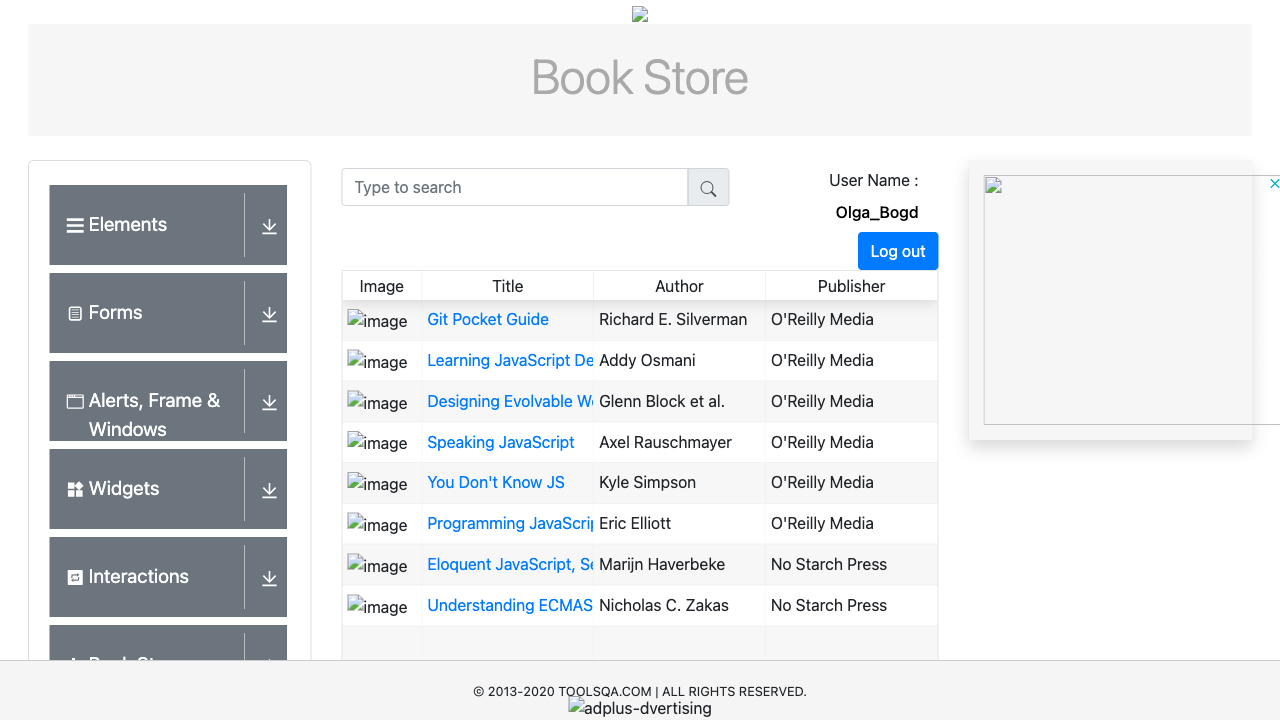 Book Store
Elements
Forms
Alerts, Frame &
Windows
Widgets
Interactions
Type to search
User Name :
Olga_Bogd
Log out
Image Title Author Publisher
image Git Pocket Guide Richard E. Silverman O'Reilly Media
image Learning JavaScript De Addy Osmani O'Reilly Media
image Designing Evolvable We Glenn Block et al. O'Reilly Media
image Speaking JavaScript Axel Rauschmayer O'Reilly Media
image You Don't Know JS Kyle Simpson O'Reilly Media
image Programming JavaScrip Eric Elliott O'Reilly Media
image Eloquent JavaScript, Se Marijn Haverbeke No Starch Press
image Understanding ECMAS Nicholas C. Zakas No Starch Press
© 2013-2020 TOOLSQA.COM | ALL RIGHTS RESERVED.
adplus-dvertising